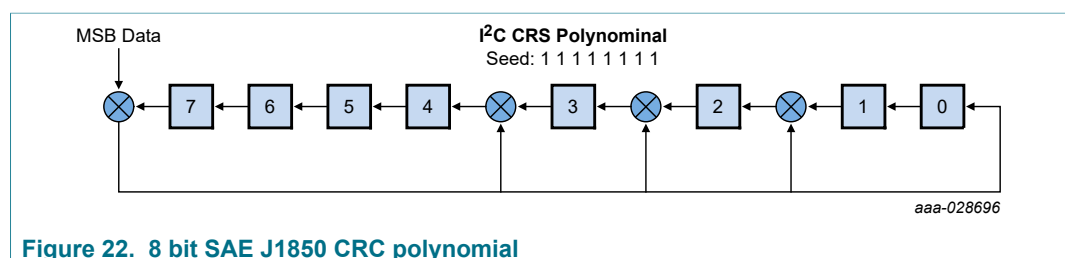 MSB Data
I²C CRS Polynominal
Seed: 1 1 1 1 1 1 1 1
7 6 5 4 3 2 1 0
aaa-028696
Figure 22. 8 bit SAE J1850 CRC polynomial